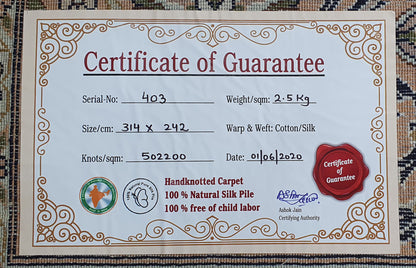 Certificate of Guarantee
Serial-No: 403 Weight/sqm: 2.5 Kg
Size/cm: 314 x 242 Warp & Weft: Cotton/Silk
Knots/sqm: 502200 Date: 01/06/2020
Handknotted Carpet
100 % Natural Silk Pile
100 % free of child labor
Ashok Jain
Certifying Authority
Certificate
of
Guarantee